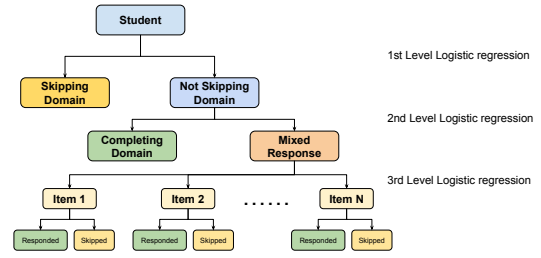 Student
1st Level Logistic regression
Skipping
Domain
Not Skipping
Domain
2nd Level Logistic regression
Completing
Domain
Mixed
Response
3rd Level Logistic regression
Item 1
Item 2
. . . . . .
Item N
Responded
Skipped
Responded
Skipped
Responded
Skipped